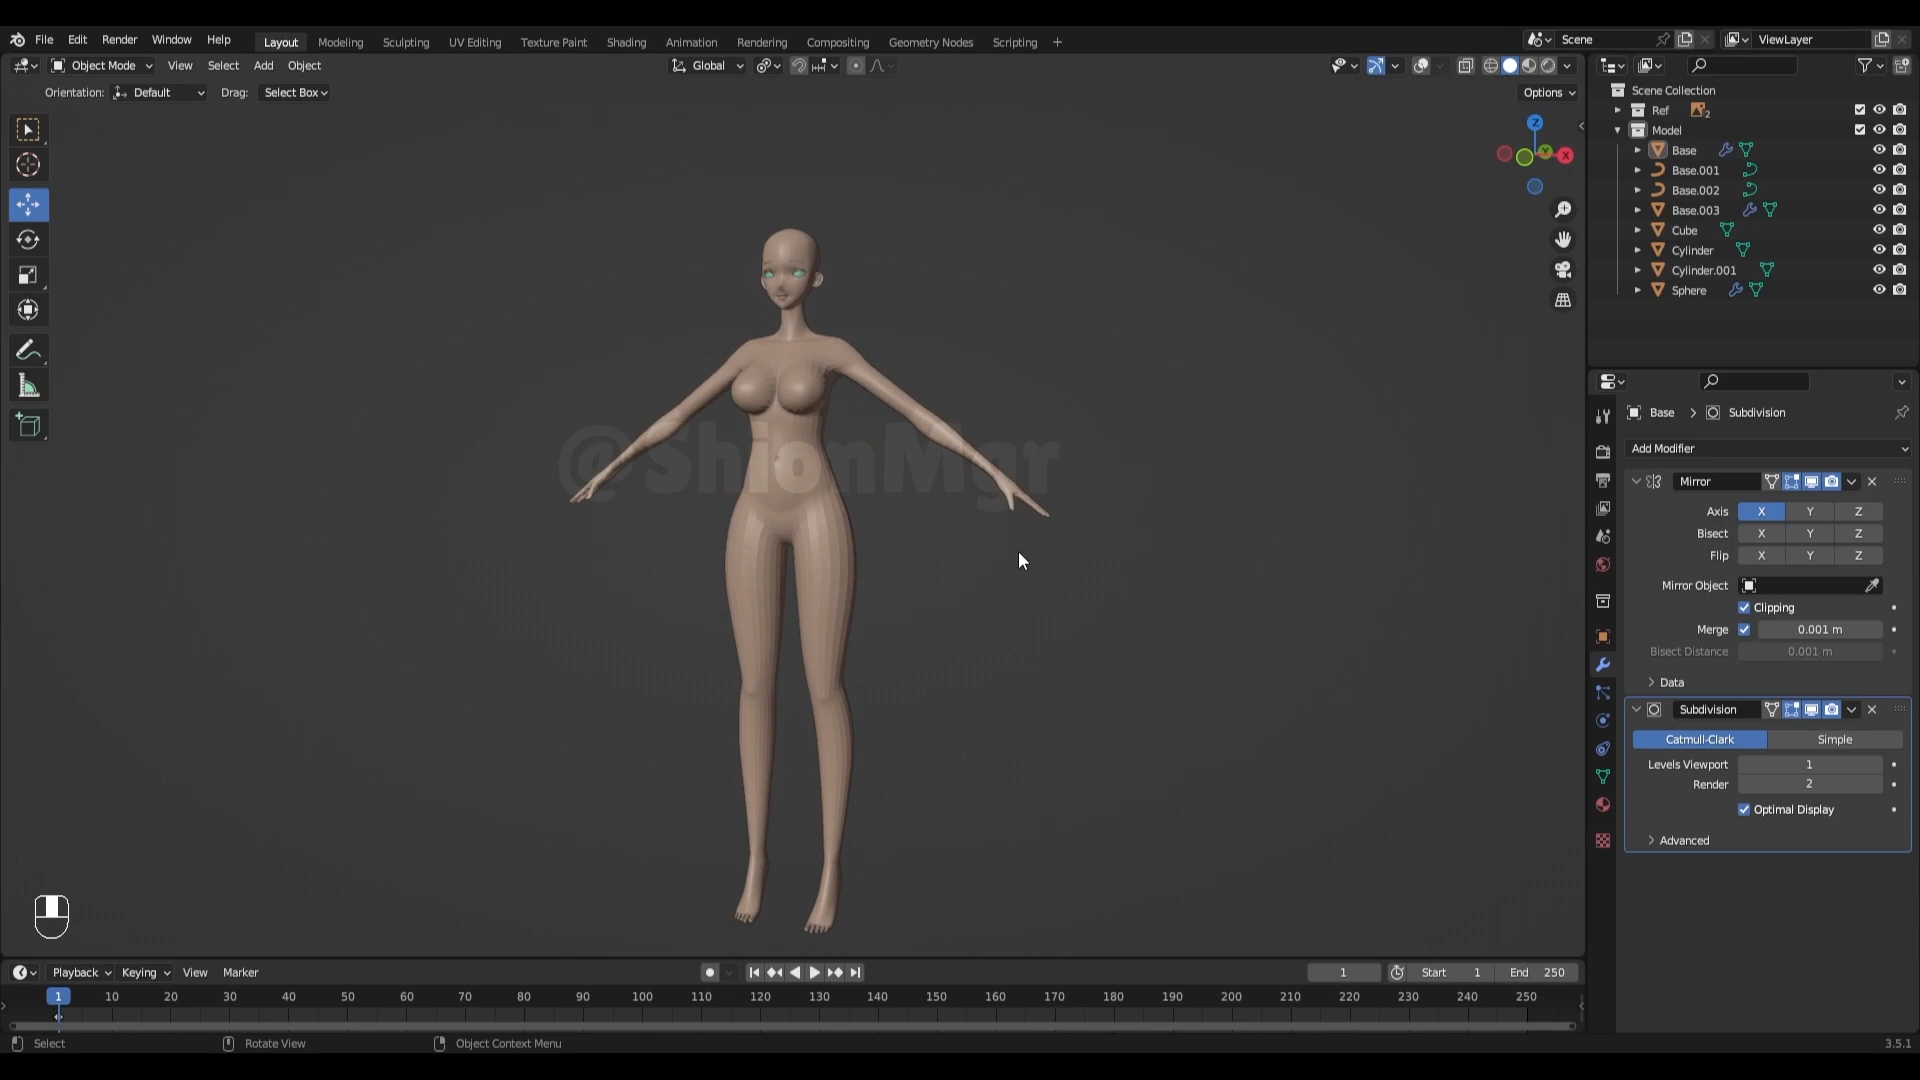 File Edit Render Window Help Layout Modeling Sculpting UV Editing Texture Paint Shading Animation Rendering Compositing Geometry Nodes Scripting + Scene ViewLayer
Object Mode View Select Add Object Global
Orientation: Default Drag: Select Box Options
Z
Y
X
Scene Collection
Ref 2
Model
Base
Base.001
Base.002
Base.003
Cube
Cylinder
Cylinder.001
Sphere
@ShionMgr
Base > Subdivision
Add Modifier
Mirror
Axis X Y Z
Bisect X Y Z
Flip X Y Z
Mirror Object
Clipping
Merge 0.001 m
Bisect Distance 0.001 m
Data
Subdivision
Catmull-Clark Simple
Levels Viewport 1
Render 2
Optimal Display
Advanced
Playback Keying View Marker 1 Start 1 End 250
1 10 20 30 40 50 60 70 80 90 100 110 120 130 140 150 160 170 180 190 200 210 220 230 240 250
Select Rotate View Object Context Menu 3.5.1